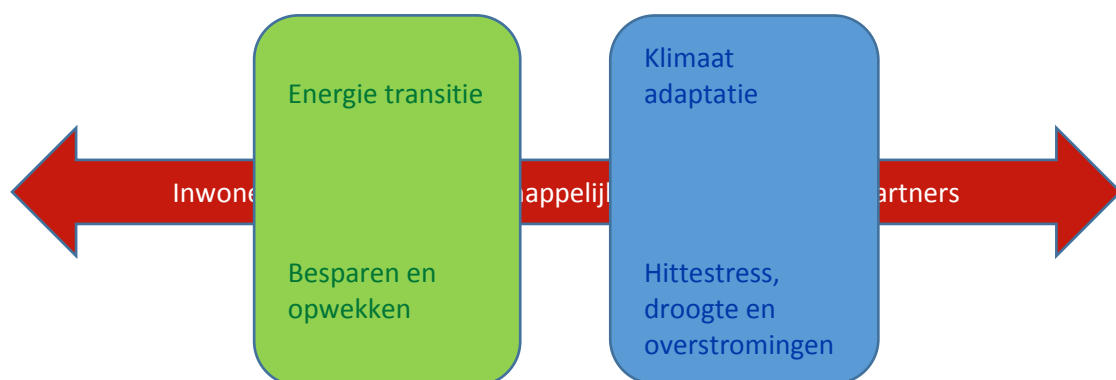 Energie transitie
Besparen en
opwekken
Klimaat
adaptatie
Hittestress,
droogte en
overstromingen